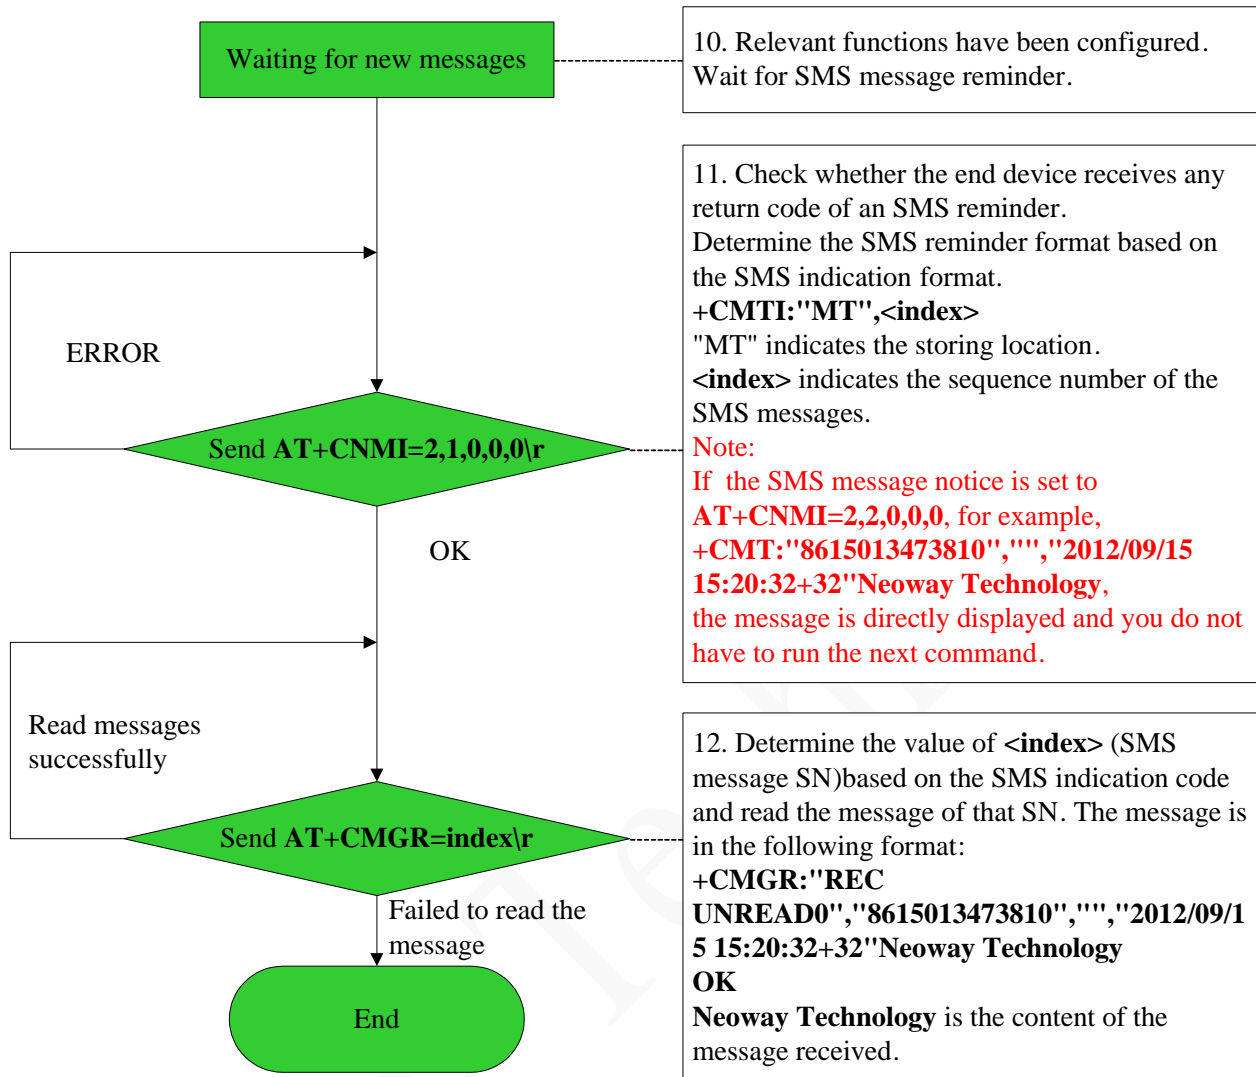 Waiting for new messages
10. Relevant functions have been configured.
Wait for SMS message reminder.
11. Check whether the end device receives any
return code of an SMS reminder.
Determine the SMS reminder format based on
the SMS indication format.
+CMTI:"MT",<index>
"MT" indicates the storing location.
<index> indicates the sequence number of the
SMS messages.
Note:
If  the SMS message notice is set to
AT+CNMI=2,2,0,0,0, for example,
+CMT:"8615013473810","","2012/09/15
15:20:32+32"Neoway Technology,
the message is directly displayed and you do not
have to run the next command.
ERROR
Send AT+CNMI=2,1,0,0,0\r
OK
Read messages
successfully
12. Determine the value of <index> (SMS
message SN)based on the SMS indication code
and read the message of that SN. The message is
in the following format:
+CMGR:"REC
UNREAD0","8615013473810","","2012/09/1
5 15:20:32+32"Neoway Technology
OK
Neoway Technology is the content of the
message received.
Send AT+CMGR=index\r
Failed to read the
message
End